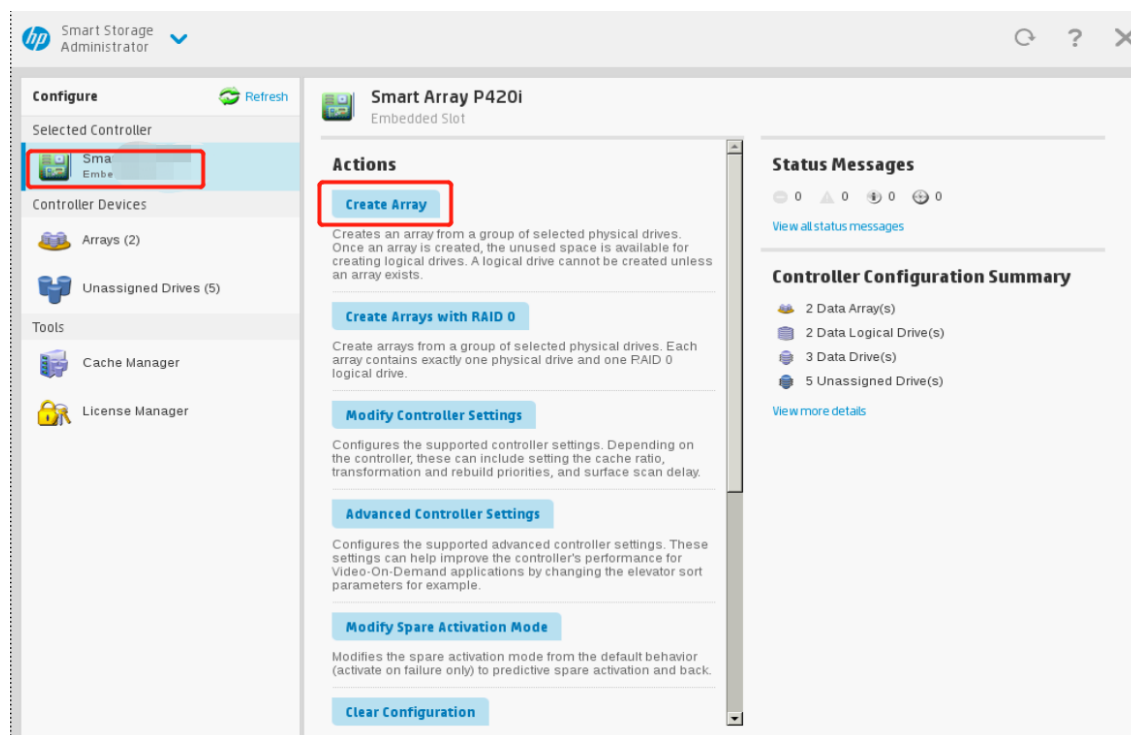 hp
Smart Storage
Administrator
?
Configure
Refresh
Selected Controller
Sma
Embe
Controller Devices
Arrays (2)
Unassigned Drives (5)
Tools
Cache Manager
License Manager
Smart Array P420i
Embedded Slot
Actions
Create Array
Creates an array from a group of selected physical drives.
Once an array is created, the unused space is available for
creating logical drives. A logical drive cannot be created unless
an array exists.
Create Arrays with RAID 0
Create arrays from a group of selected physical drives. Each
array contains exactly one physical drive and one RAID 0
logical drive.
Modify Controller Settings
Configures the supported controller settings. Depending on
the controller, these can include setting the cache ratio,
transformation and rebuild priorities, and surface scan delay.
Advanced Controller Settings
Configures the supported advanced controller settings. These
settings can help improve the controller's performance for
Video-On-Demand applications by changing the elevator sort
parameters for example.
Modify Spare Activation Mode
Modifies the spare activation mode from the default behavior
(activate on failure only) to predictive spare activation and back.
Clear Configuration
Status Messages
0 0 0 0
View all status messages
Controller Configuration Summary
2 Data Array(s)
2 Data Logical Drive(s)
3 Data Drive(s)
5 Unassigned Drive(s)
View more details